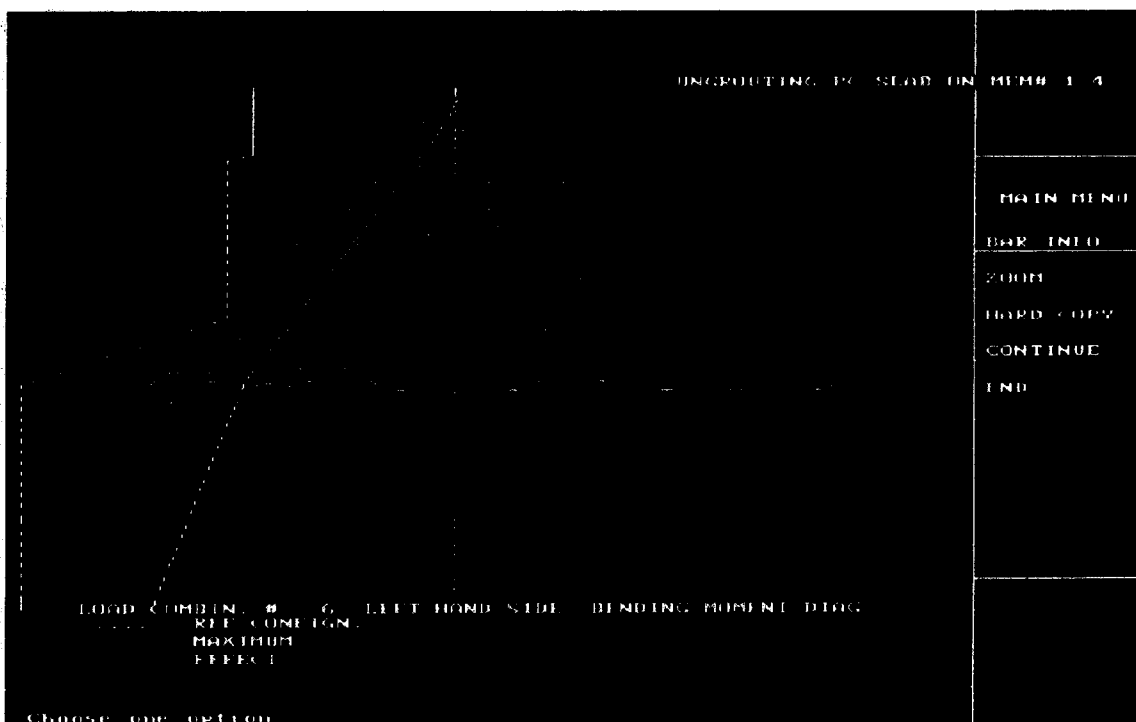 UNGROUTING PC SLAB ON MEM# 1 4
MAIN MENU
BAR INFO
ZOOM
HARD COPY
CONTINUE
END
LOAD COMBIN. # 6 LEFT HAND SIDE BENDING MOMENT DIAG
REF CONFIGN.
MAXIMUM
EFFECT
Choose one option